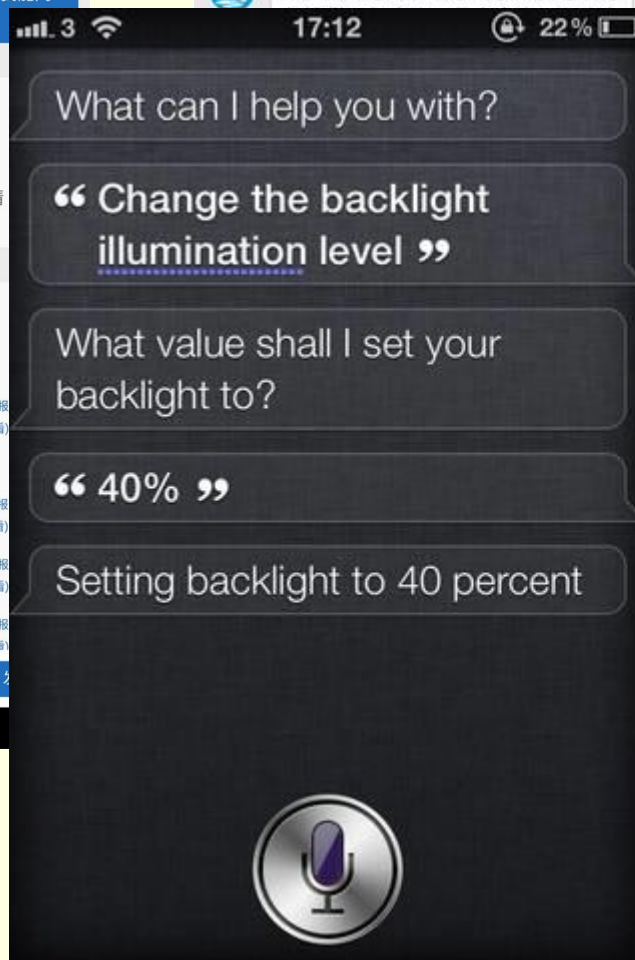 3 17:12 22%
What can I help you with?
“ Change the backlight
illumination level ”
What value shall I set your
backlight to?
“ 40% ”
Setting backlight to 40 percent